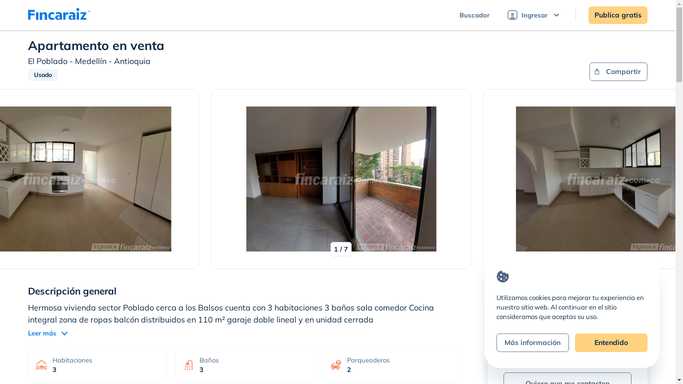 Fincaraiz
Buscador
Ingresar
Publica gratis
Apartamento en venta
El Poblado - Medellín - Antioquia
Usado
Compartir
fincaraiz.com.co
fincaraiz
fincaraiz.com.co
fincaraiz
fincaraiz.com.co
fincaraiz
1 / 7
Descripción general
Hermosa vivienda sector Poblado cerca a los Balsos cuenta con 3 habitaciones 3 baños sala comedor Cocina
integral zona de ropas balcón distribuidos en 110 m² garaje doble lineal y en unidad cerrada
Leer más
Habitaciones
3
Baños
3
Parqueaderos
2
Utilizamos cookies para mejorar tu experiencia en
nuestro sitio web. Al continuar en el sitio
consideramos que aceptas su uso.
Más información
Entendido
Quiero que me contacten